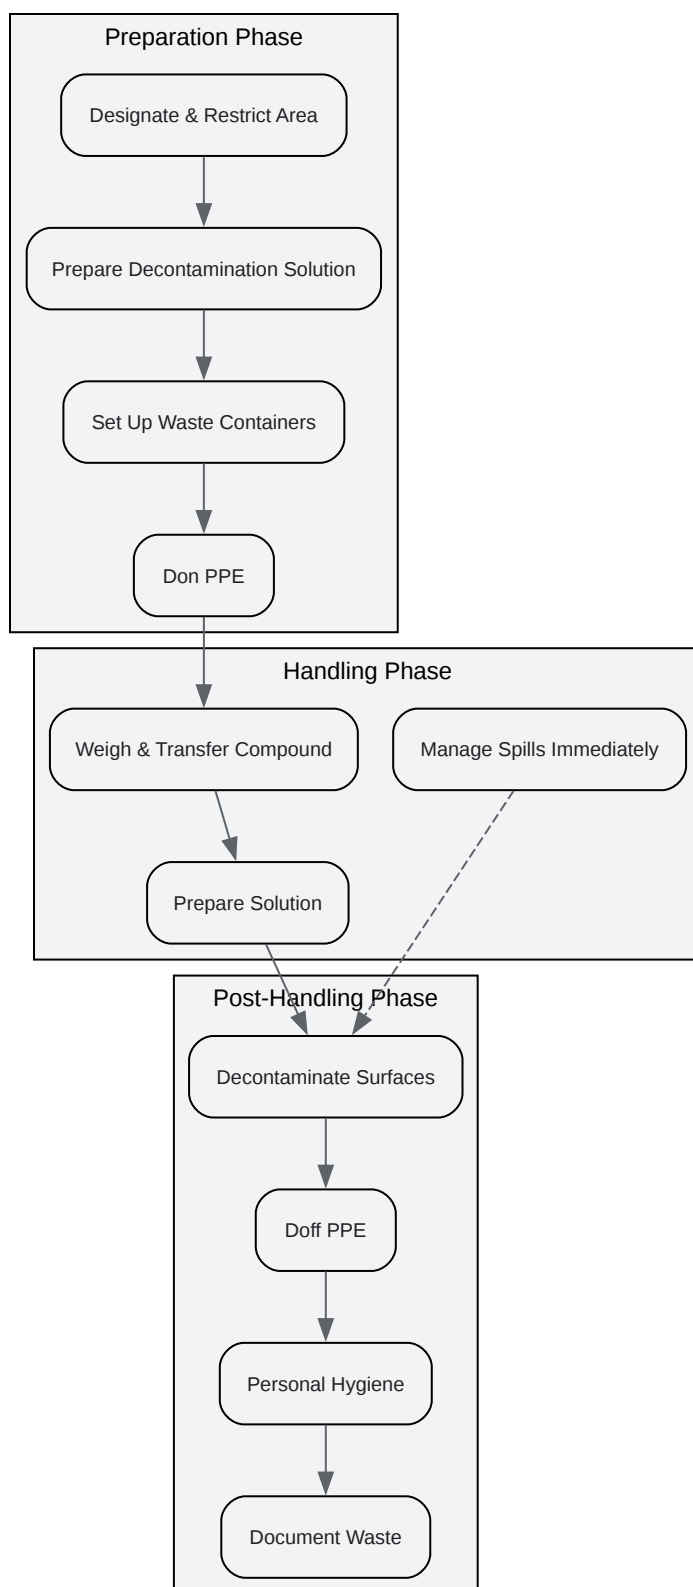 Preparation Phase
Designate & Restrict Area
Prepare Decontamination Solution
Set Up Waste Containers
Don PPE
Handling Phase
Weigh & Transfer Compound
Manage Spills Immediately
Prepare Solution
Post-Handling Phase
Decontaminate Surfaces
Doff PPE
Personal Hygiene
Document Waste